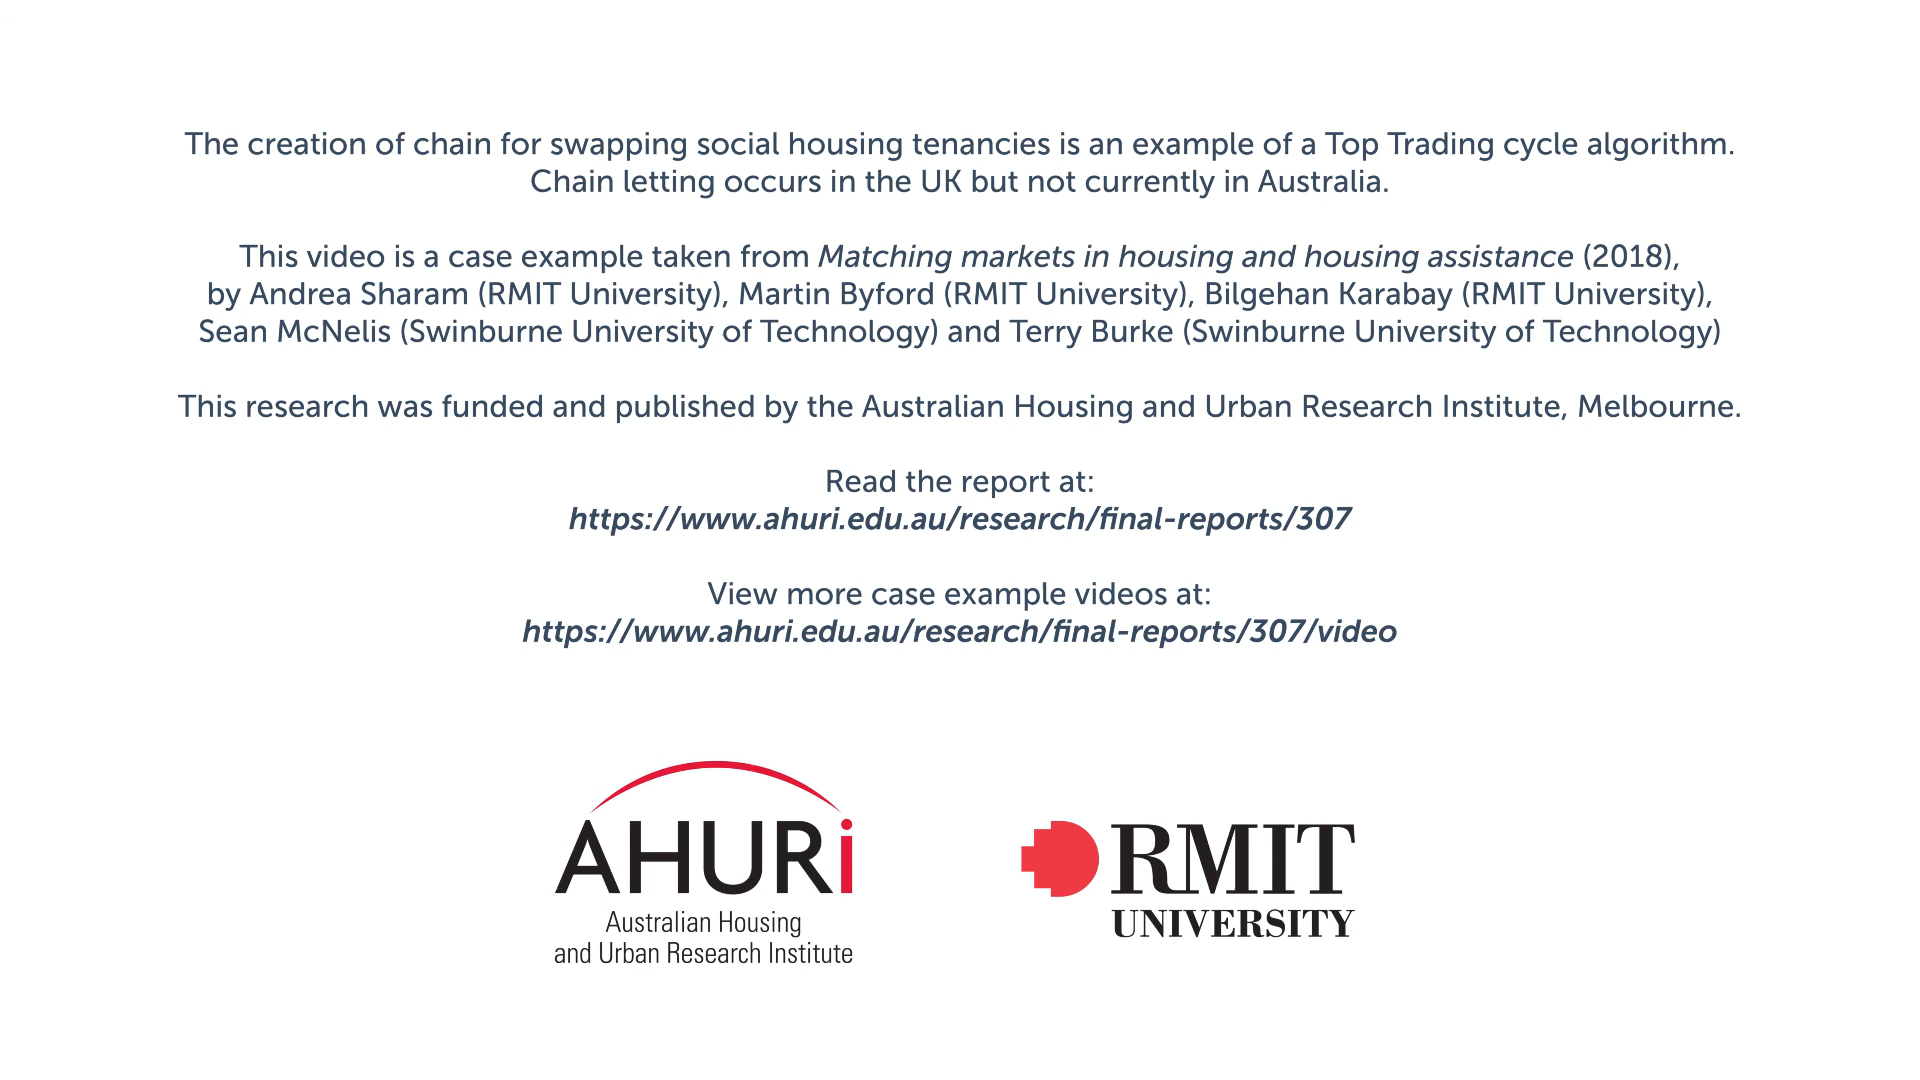 The creation of chain for swapping social housing tenancies is an example of a Top Trading cycle algorithm.
Chain letting occurs in the UK but not currently in Australia.
This video is a case example taken from Matching markets in housing and housing assistance (2018),
by Andrea Sharam (RMIT University), Martin Byford (RMIT University), Bilgehan Karabay (RMIT University),
Sean McNelis (Swinburne University of Technology) and Terry Burke (Swinburne University of Technology)
This research was funded and published by the Australian Housing and Urban Research Institute, Melbourne.
Read the report at:
https://www.ahuri.edu.au/research/final-reports/307
View more case example videos at:
https://www.ahuri.edu.au/research/final-reports/307/video
AHURi
Australian Housing
and Urban Research Institute
RMIT
UNIVERSITY